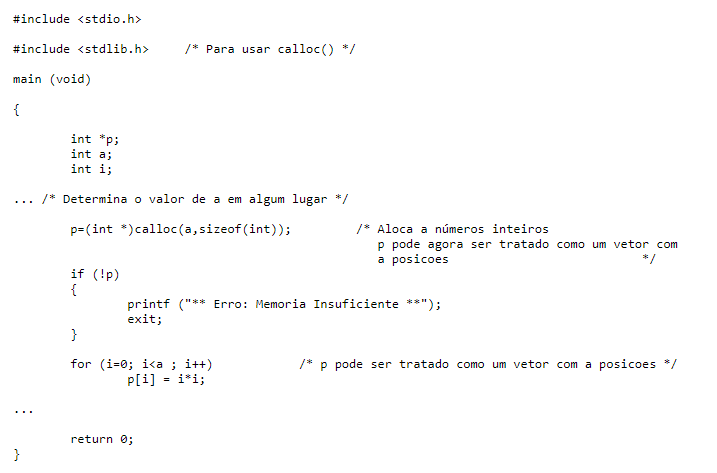 #include <stdio.h>
#include <stdlib.h>     /* Para usar calloc() */
main (void)
{
        int *p;
        int a;
        int i;
... /* Determina o valor de a em algum lugar */
        p=(int *)calloc(a,sizeof(int));         /* Aloca a números inteiros
                                                   p pode agora ser tratado como um vetor com
                                                   a posicoes                            */
        if (!p)
        {
                printf ("** Erro: Memoria Insuficiente **");
                exit;
        }
        for (i=0; i<a ; i++)            /* p pode ser tratado como um vetor com a posicoes */
                p[i] = i*i;
...
        return 0;
}